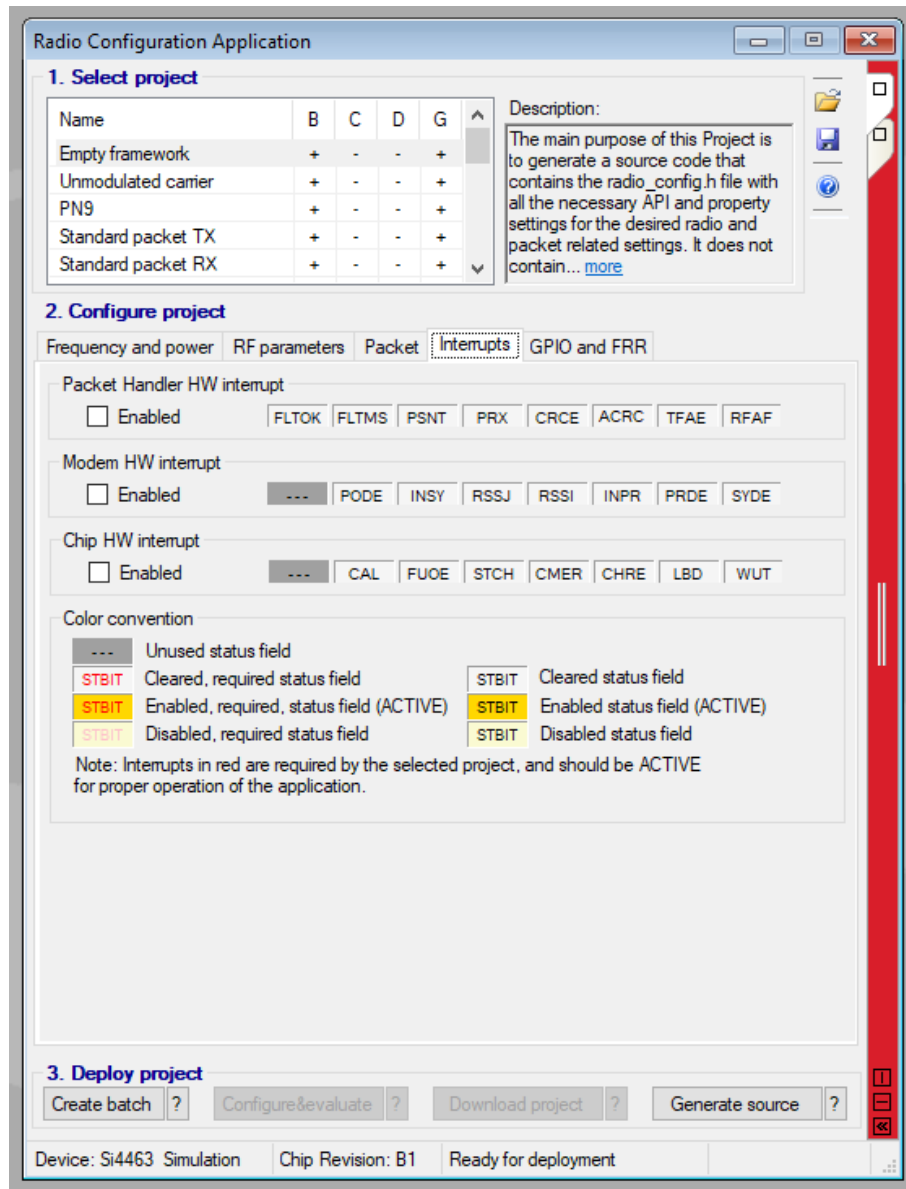 Radio Configuration Application
1. Select project
Name B C D G
Empty framework + - - +
Unmodulated carrier + - - +
PN9 + - - +
Standard packet TX + - - +
Standard packet RX + - - +
Description:
The main purpose of this Project is
to generate a source code that
contains the radio_config.h file with
all the necessary API and property
settings for the desired radio and
packet related settings. It does not
contain... more
2. Configure project
Frequency and power RF parameters Packet Interrupts GPIO and FRR
Packet Handler HW interrupt
Enabled FLTOK FLTMS PSNT PRX CRCE ACRC TFAE RFAF
Modem HW interrupt
Enabled --- PODE INSY RSSJ RSSI INPR PRDE SYDE
Chip HW interrupt
Enabled --- CAL FUOE STCH CMER CHRE LBD WUT
Color convention
--- Unused status field
STBIT Cleared, required status field STBIT Cleared status field
STBIT Enabled, required, status field (ACTIVE) STBIT Enabled status field (ACTIVE)
STBIT Disabled, required status field STBIT Disabled status field
Note: Interrupts in red are required by the selected project, and should be ACTIVE
for proper operation of the application.
3. Deploy project
Create batch ? Configure&evaluate ? Download project ? Generate source ?
Device: Si4463 Simulation Chip Revision: B1 Ready for deployment